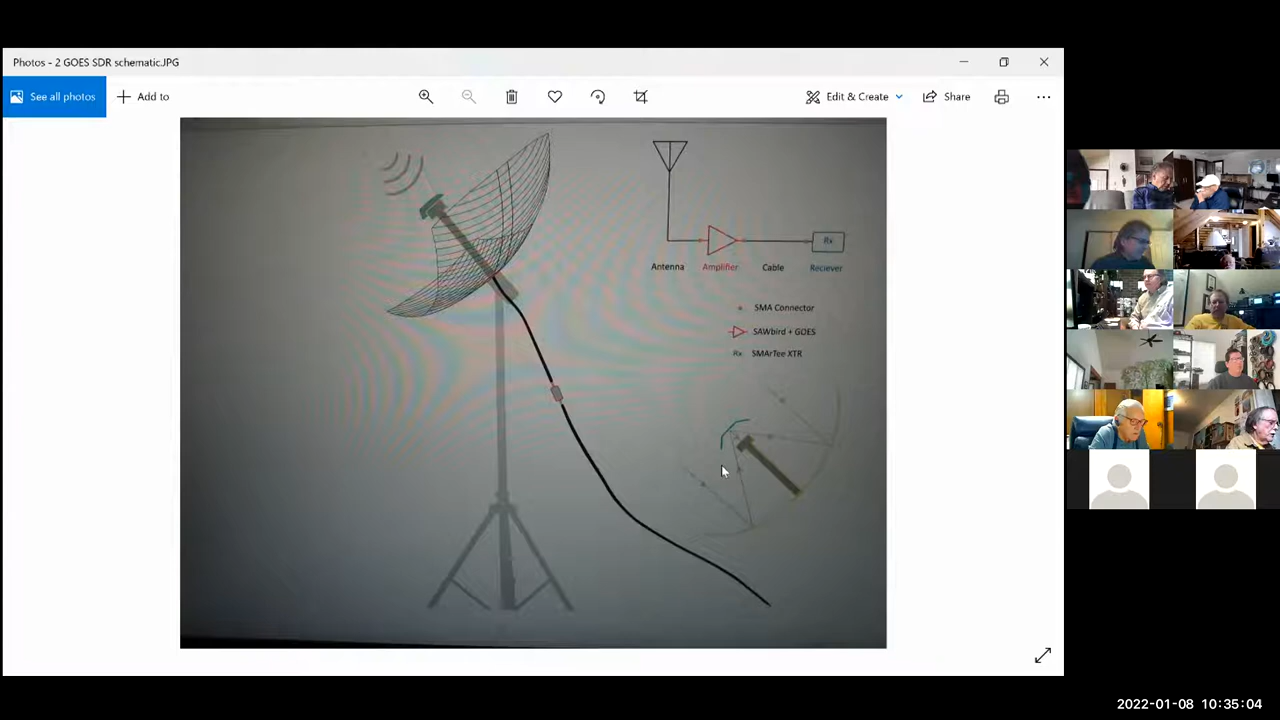 Photos - 2 GOES SDR schematic.JPG
See all photos
Add to
Edit & Create
Share
Rx
Antenna
Amplifier
Cable
Reciever
SMA Connector
SAWbird + GOES
Rx SMArTee XTR
2022-01-08 10:35:04